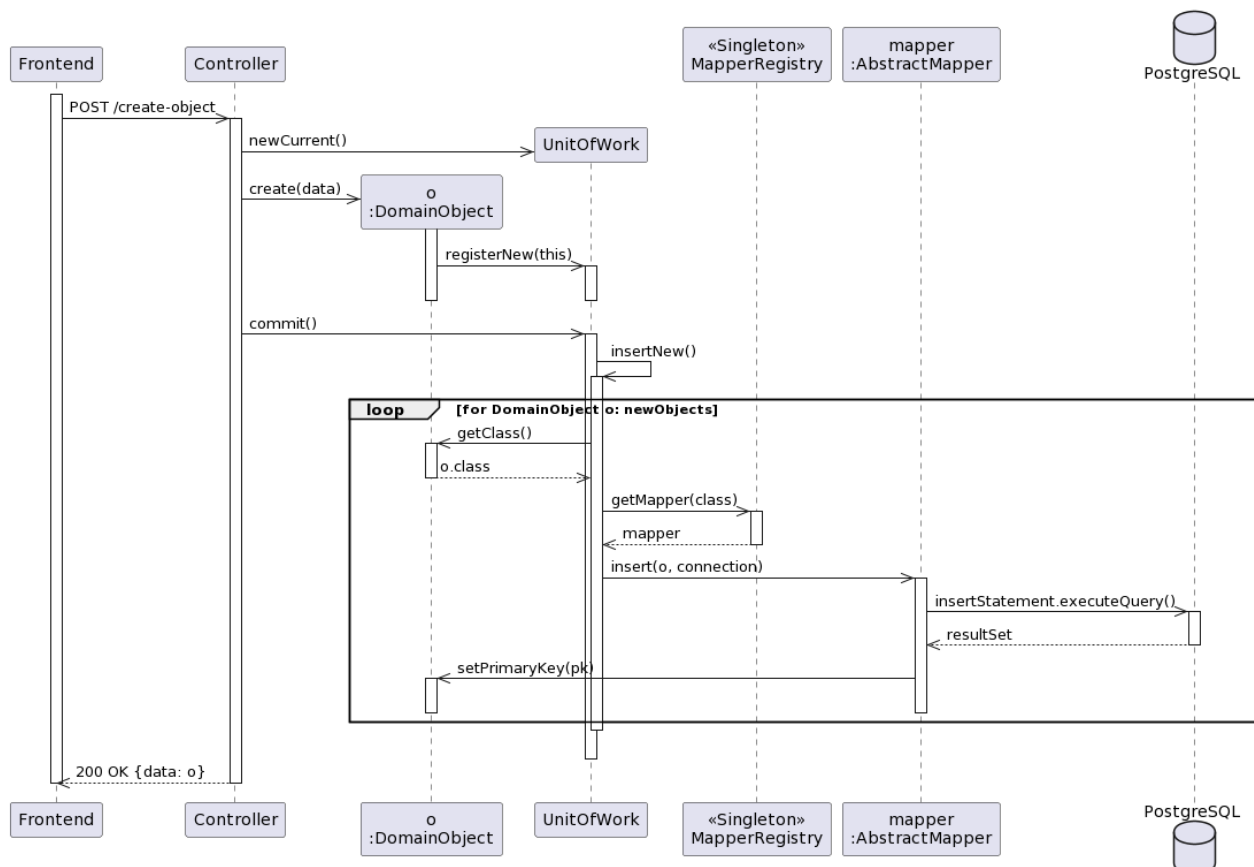 «Singleton»
MapperRegistry
mapper
:AbstractMapper
Frontend
Controller
PostgreSQL
POST /create-object
newCurrent()
UnitOfWork
create(data)
o
:DomainObject
registerNew(this)
commit()
insertNew()
loop
[for DomainObject o: newObjects]
getClass()
o.class
getMapper(class)
mapper
insert(o, connection)
insertStatement.executeQuery()
resultSet
setPrimaryKey(pk)
200 OK {data: o}
Frontend
Controller
o
:DomainObject
UnitOfWork
«Singleton»
MapperRegistry
mapper
:AbstractMapper
PostgreSQL